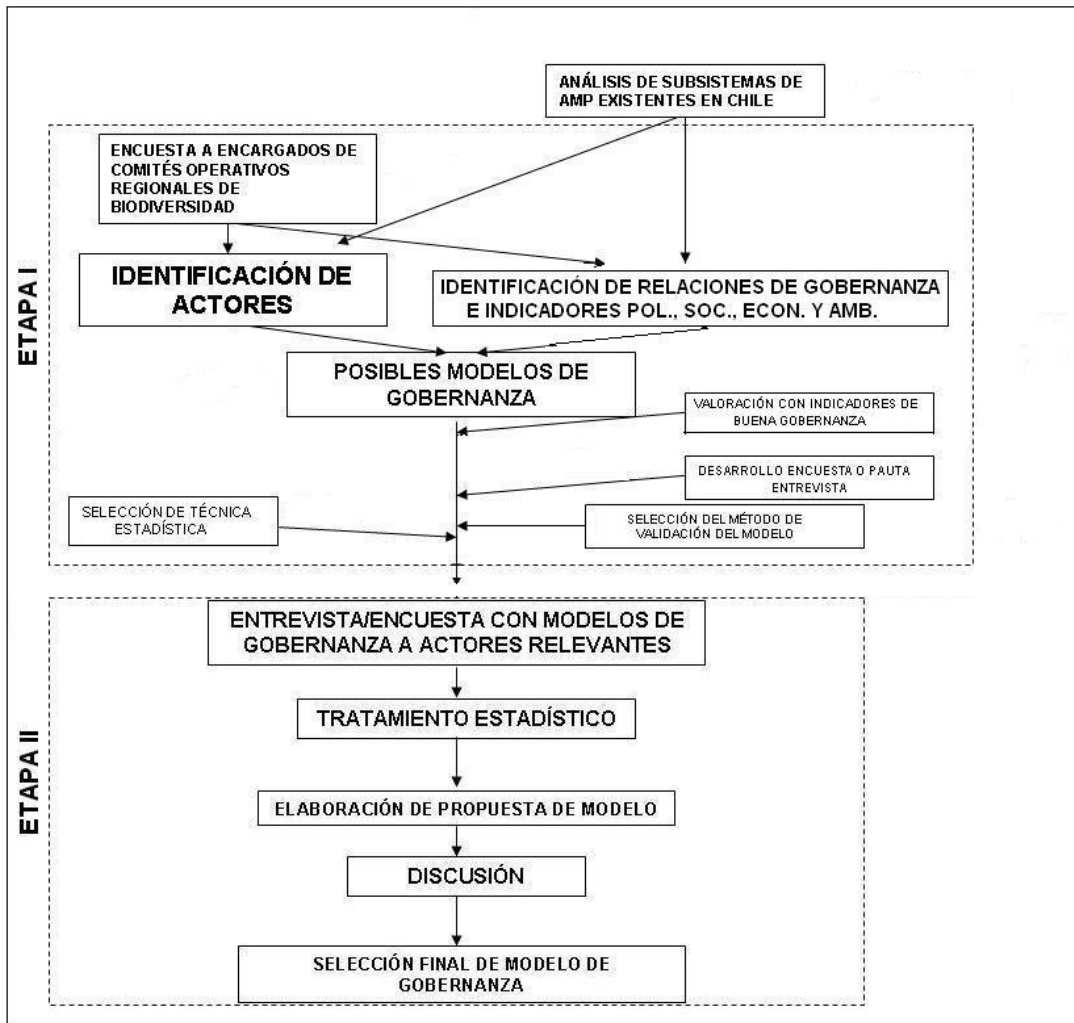 ANÁLISIS DE SUBSISTEMAS DE
AMP EXISTENTES EN CHILE
ETAPA I
ENCUESTA A ENCARGADOS DE
COMITÉS OPERATIVOS
REGIONALES DE
BIODIVERSIDAD
IDENTIFICACIÓN DE
ACTORES
IDENTIFICACIÓN DE RELACIONES DE GOBERNANZA
E INDICADORES POL., SOC., ECON. Y AMB.
POSIBLES MODELOS DE
GOBERNANZA
VALORACIÓN CON INDICADORES DE
BUENA GOBERNANZA
DESARROLLO ENCUESTA O PAUTA
ENTREVISTA
SELECCIÓN DE TÉCNICA
ESTADÍSTICA
SELECCIÓN DEL MÉTODO DE
VALIDACIÓN DEL MODELO
ETAPA II
ENTREVISTA/ENCUESTA CON MODELOS DE
GOBERNANZA A ACTORES RELEVANTES
TRATAMIENTO ESTADÍSTICO
ELABORACIÓN DE PROPUESTA DE MODELO
DISCUSIÓN
SELECCIÓN FINAL DE MODELO DE
GOBERNANZA